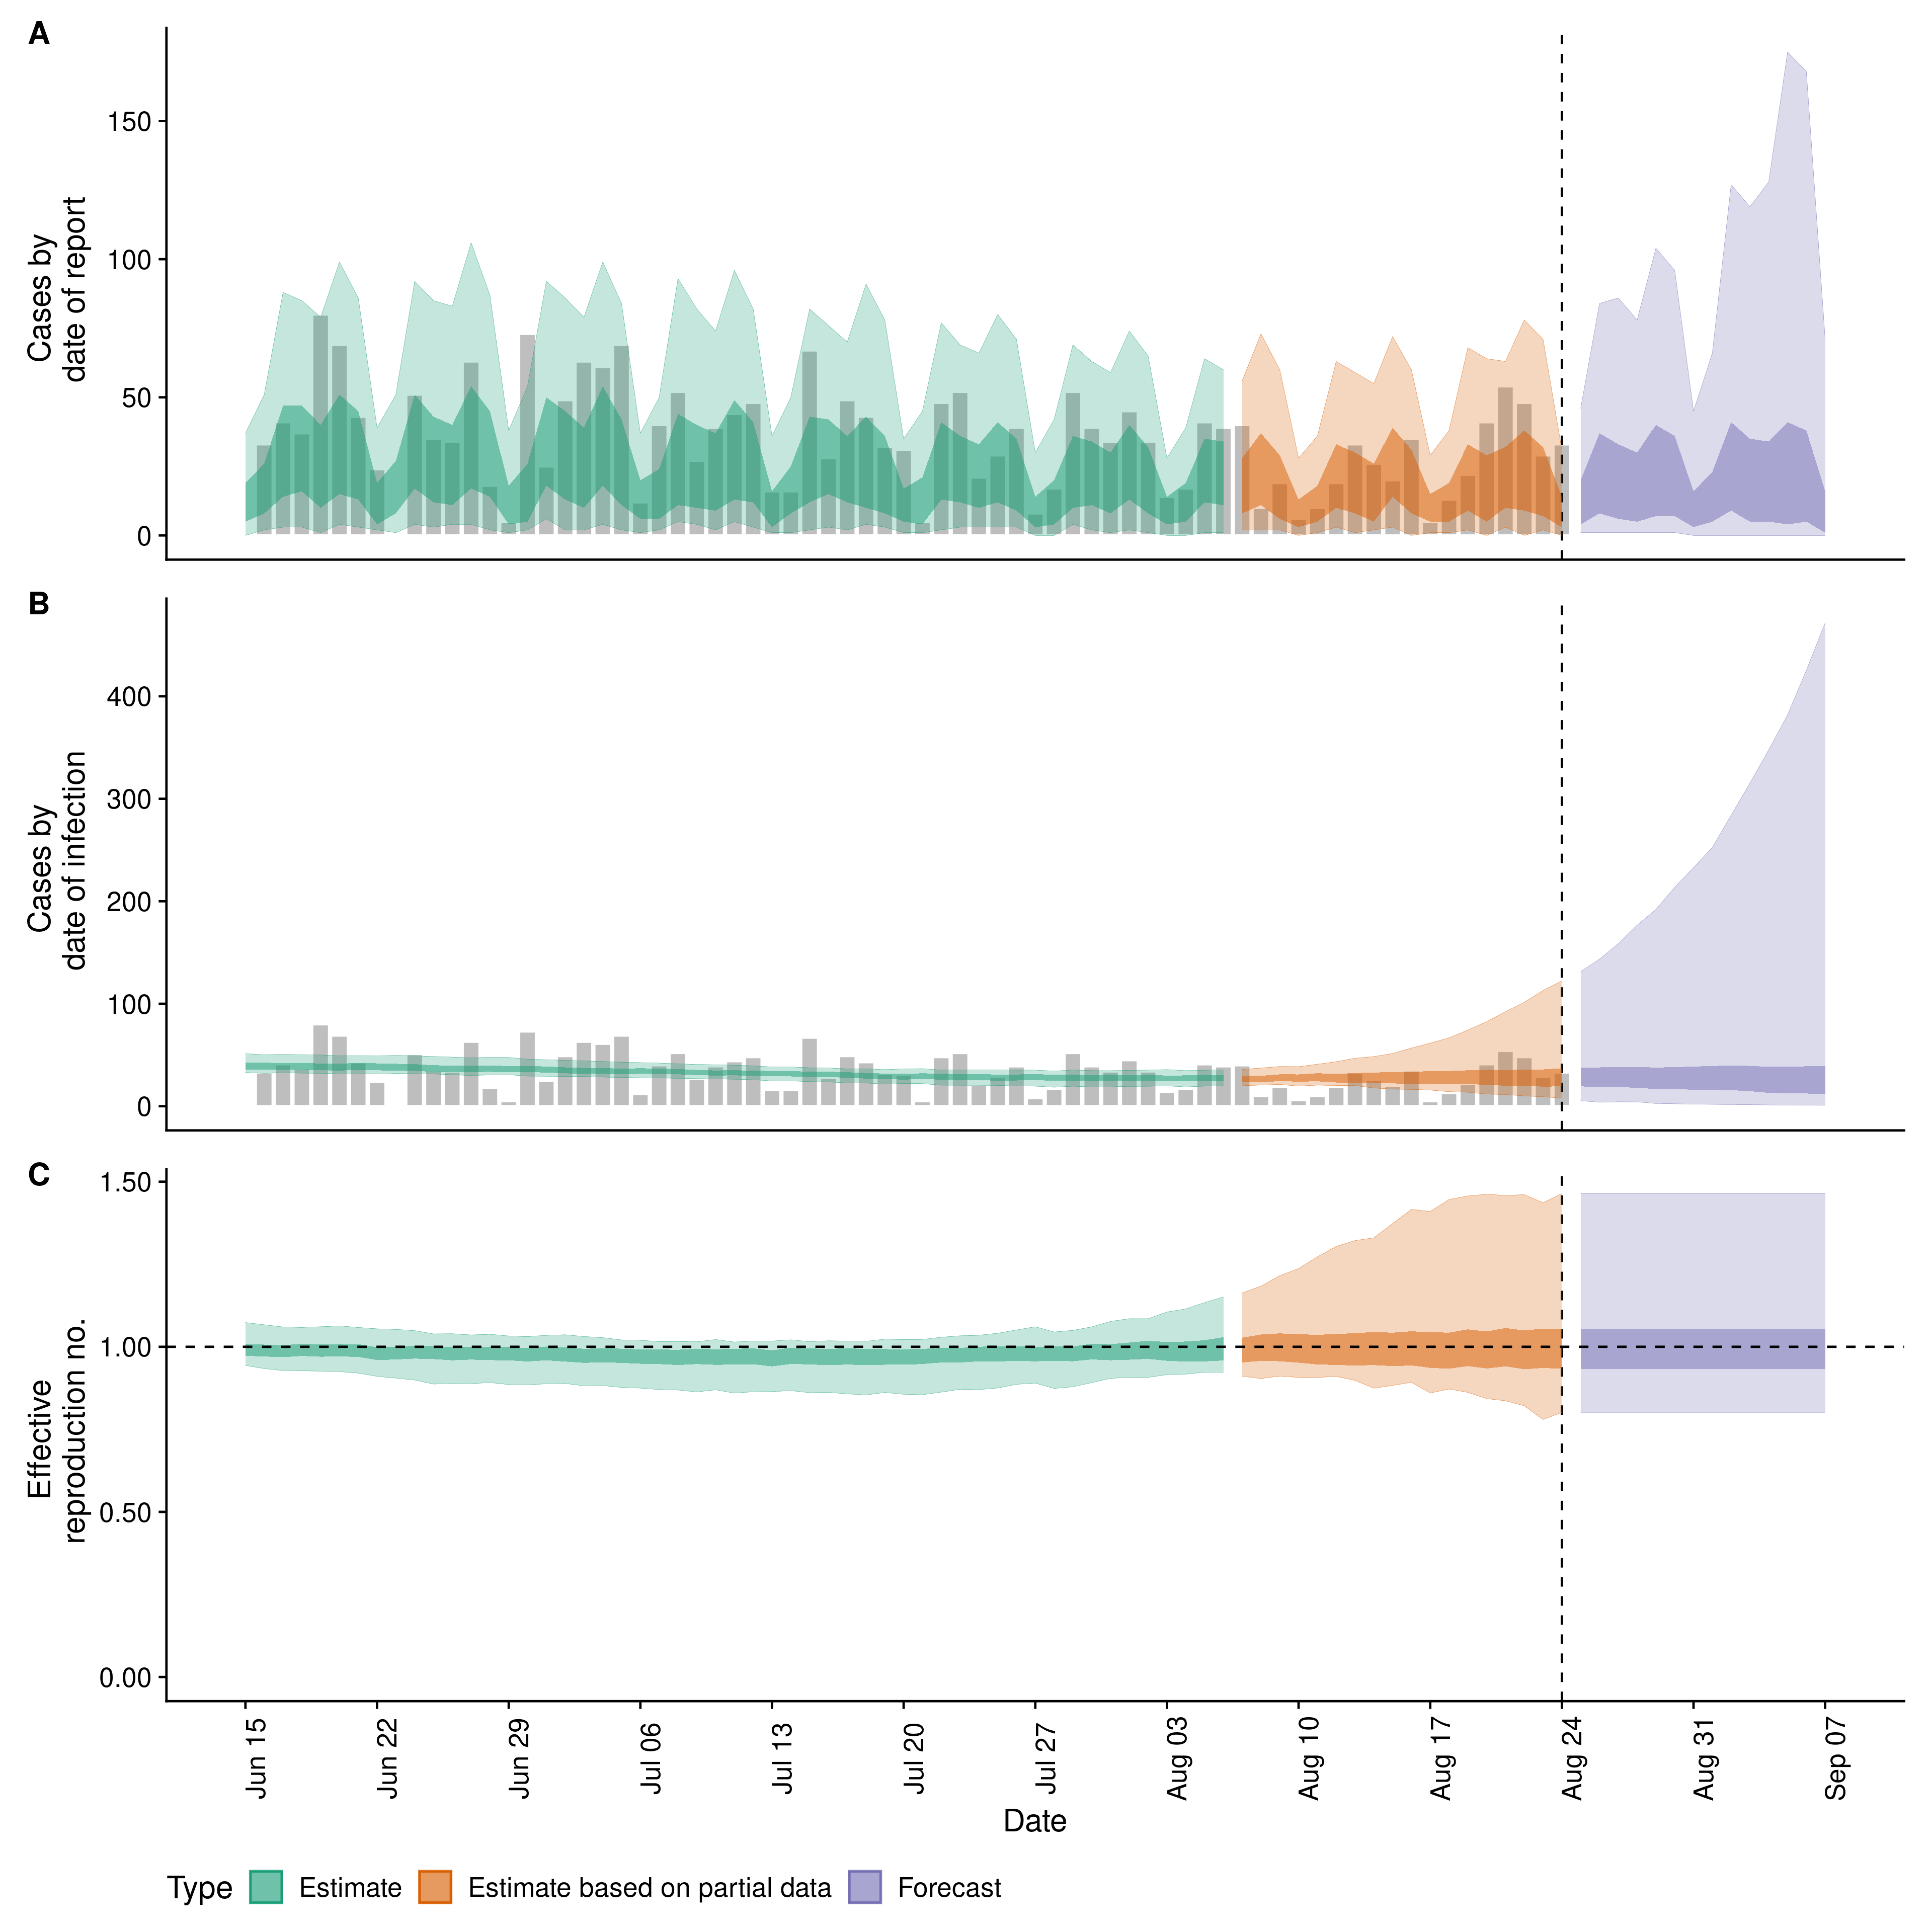 A
Cases by
date of report
150
100
50
0
B
Cases by
date of infection
400
300
200
100
0
C
Effective
reproduction no.
1.50
1.00
0.50
0.00
Jun 15
Jun 22
Jun 29
Jul 06
Jul 13
Jul 20
Jul 27
Aug 03
Aug 10
Aug 17
Aug 24
Aug 31
Sep 07
Date
Type
Estimate
Estimate based on partial data
Forecast